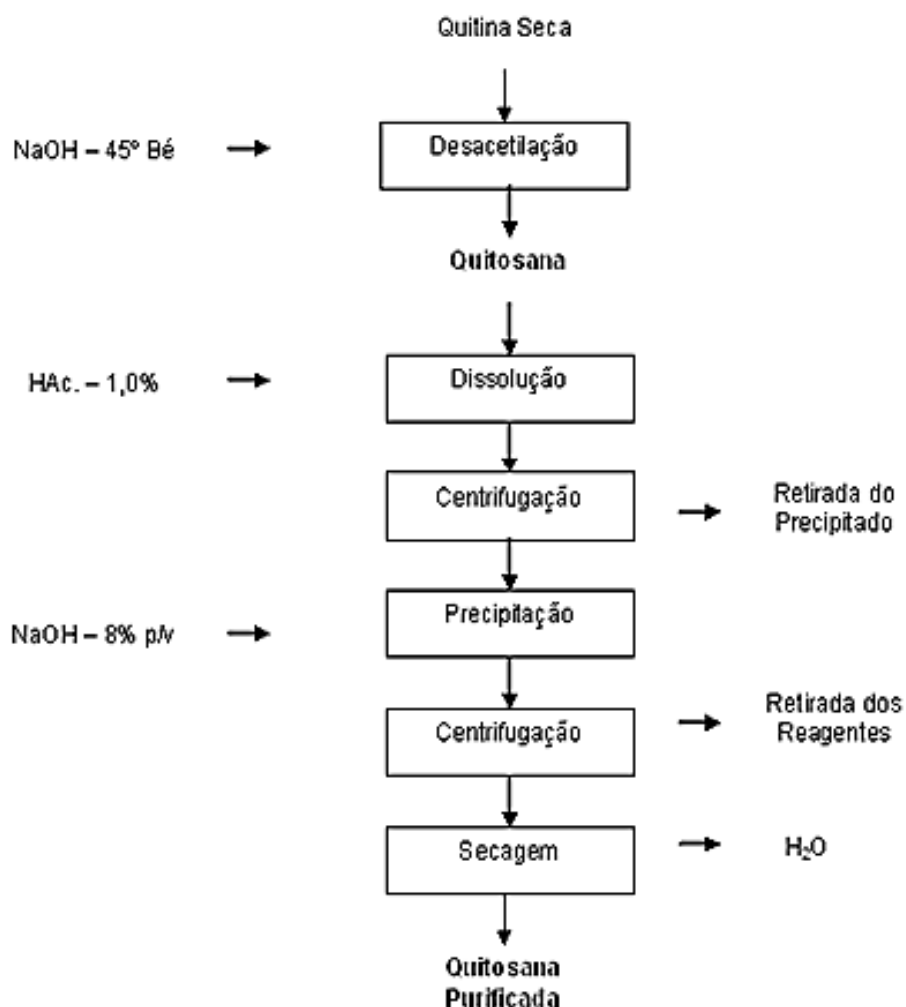 Quitina Seca
NaOH – 45º Bé
Desacetilação
Quitosana
HAc. – 1,0%
Dissolução
Centrifugação
Retirada do
Precipitado
NaOH – 8% p/v
Precipitação
Centrifugação
Retirada dos
Reagentes
Secagem
H₂O
Quitosana
Purificada